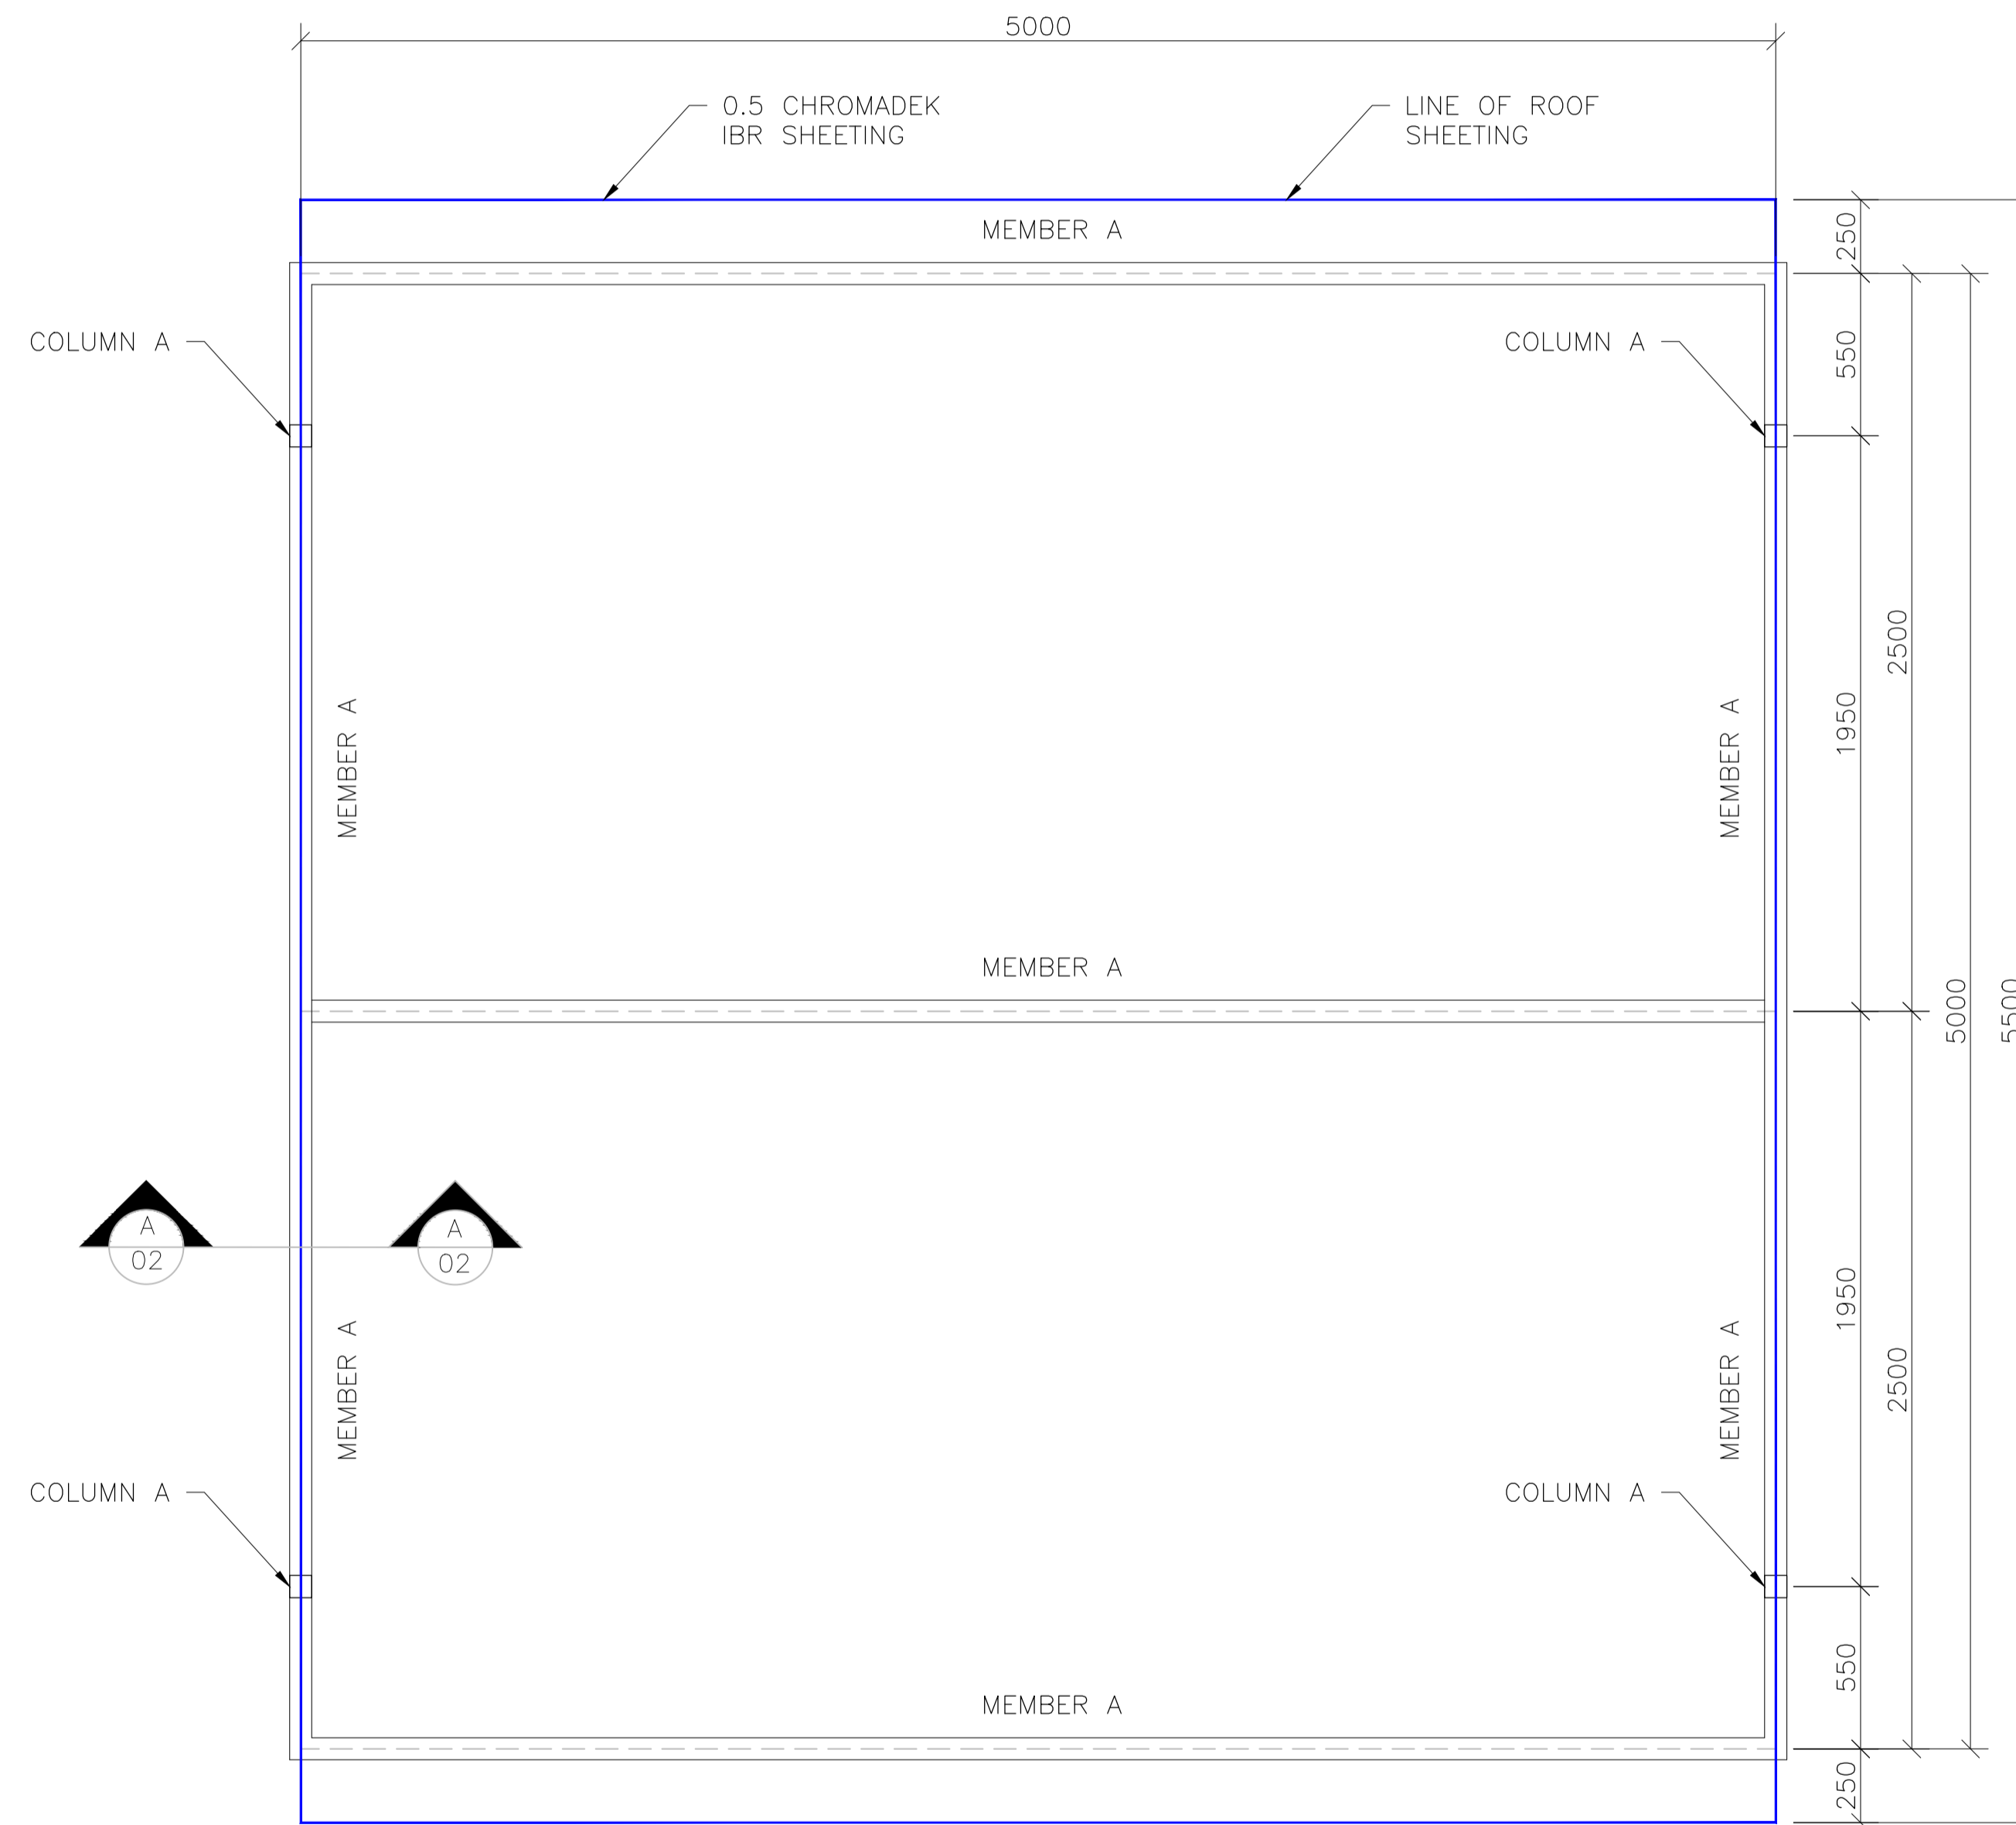 5000
0.5 CHROMADEK
IBR SHEETING
LINE OF ROOF
SHEETING
MEMBER A
250
COLUMN A
COLUMN A
550
2500
MEMBER A
MEMBER A
1950
MEMBER A
5000
5500
A
02
A
02
MEMBER A
MEMBER A
1950
2500
COLUMN A
COLUMN A
550
MEMBER A
250